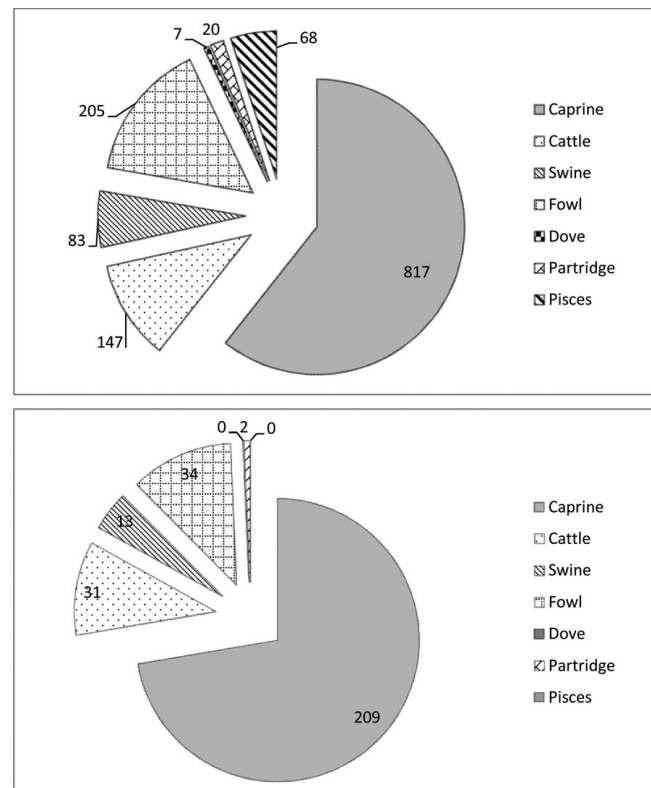 7
20
68
205
83
147
817
Caprine
Cattle
Swine
Fowl
Dove
Partridge
Pisces
0
2
0
34
13
31
209
Caprine
Cattle
Swine
Fowl
Dove
Partridge
Pisces